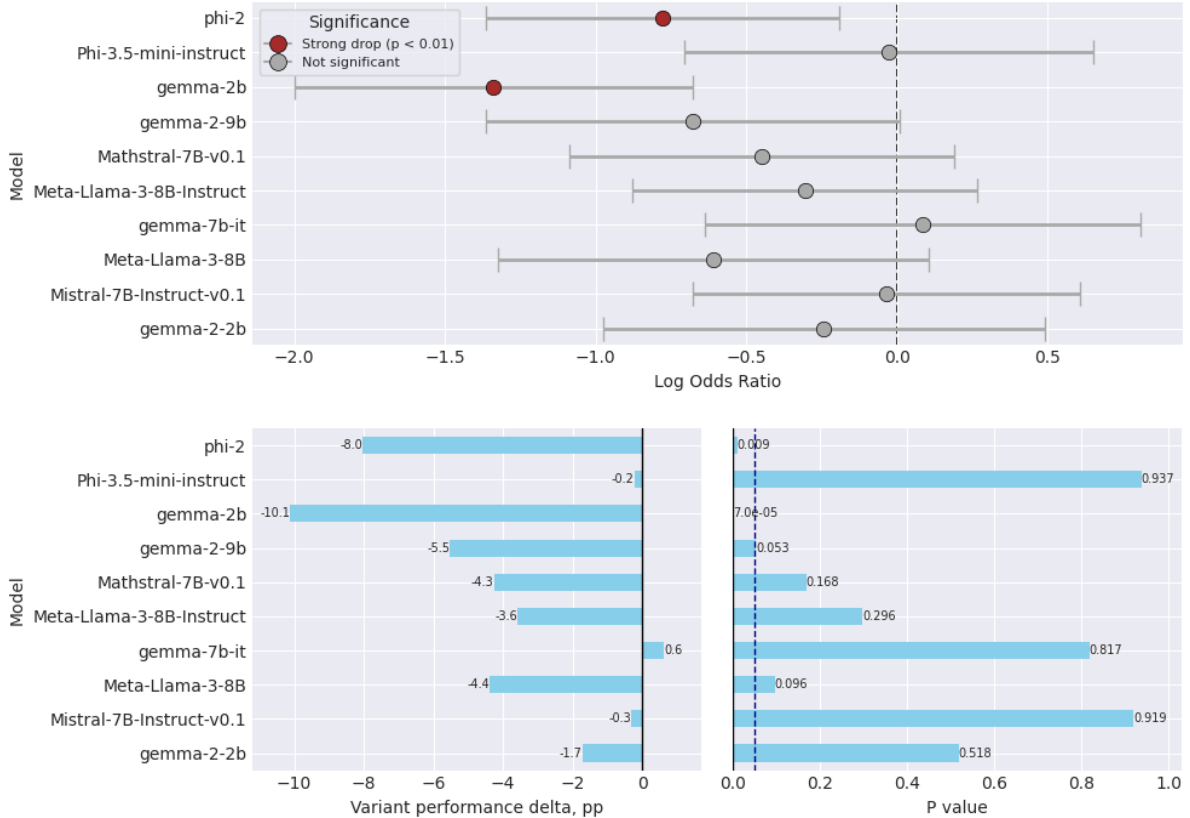 Significance
Strong drop (p < 0.01)
Not significant
Model
phi-2
Phi-3.5-mini-instruct
gemma-2b
gemma-2-9b
Mathstral-7B-v0.1
Meta-Llama-3-8B-Instruct
gemma-7b-it
Meta-Llama-3-8B
Mistral-7B-Instruct-v0.1
gemma-2-2b
−2.0 −1.5 −1.0 −0.5 0.0 0.5
Log Odds Ratio
Model
phi-2 -8.0
Phi-3.5-mini-instruct -0.2
gemma-2b -10.1
gemma-2-9b -5.5
Mathstral-7B-v0.1 -4.3
Meta-Llama-3-8B-Instruct -3.6
gemma-7b-it 0.6
Meta-Llama-3-8B -4.4
Mistral-7B-Instruct-v0.1 -0.3
gemma-2-2b -1.7
−10 −8 −6 −4 −2 0
Variant performance delta, pp
0.009
0.937
7.0e-05
0.053
0.168
0.296
0.817
0.096
0.919
0.518
0.0 0.2 0.4 0.6 0.8 1.0
P value